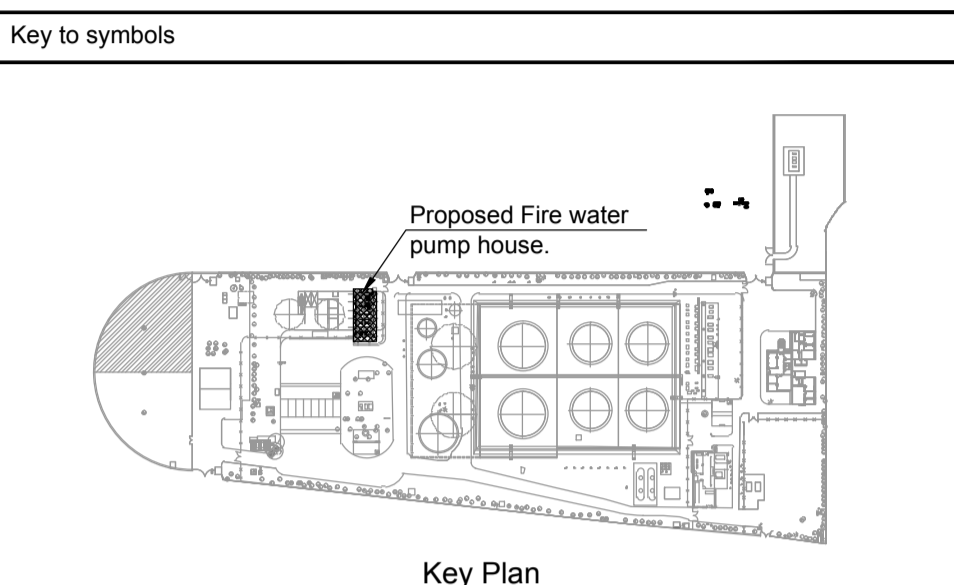 Key to symbols
Proposed Fire water
pump house.
Key Plan